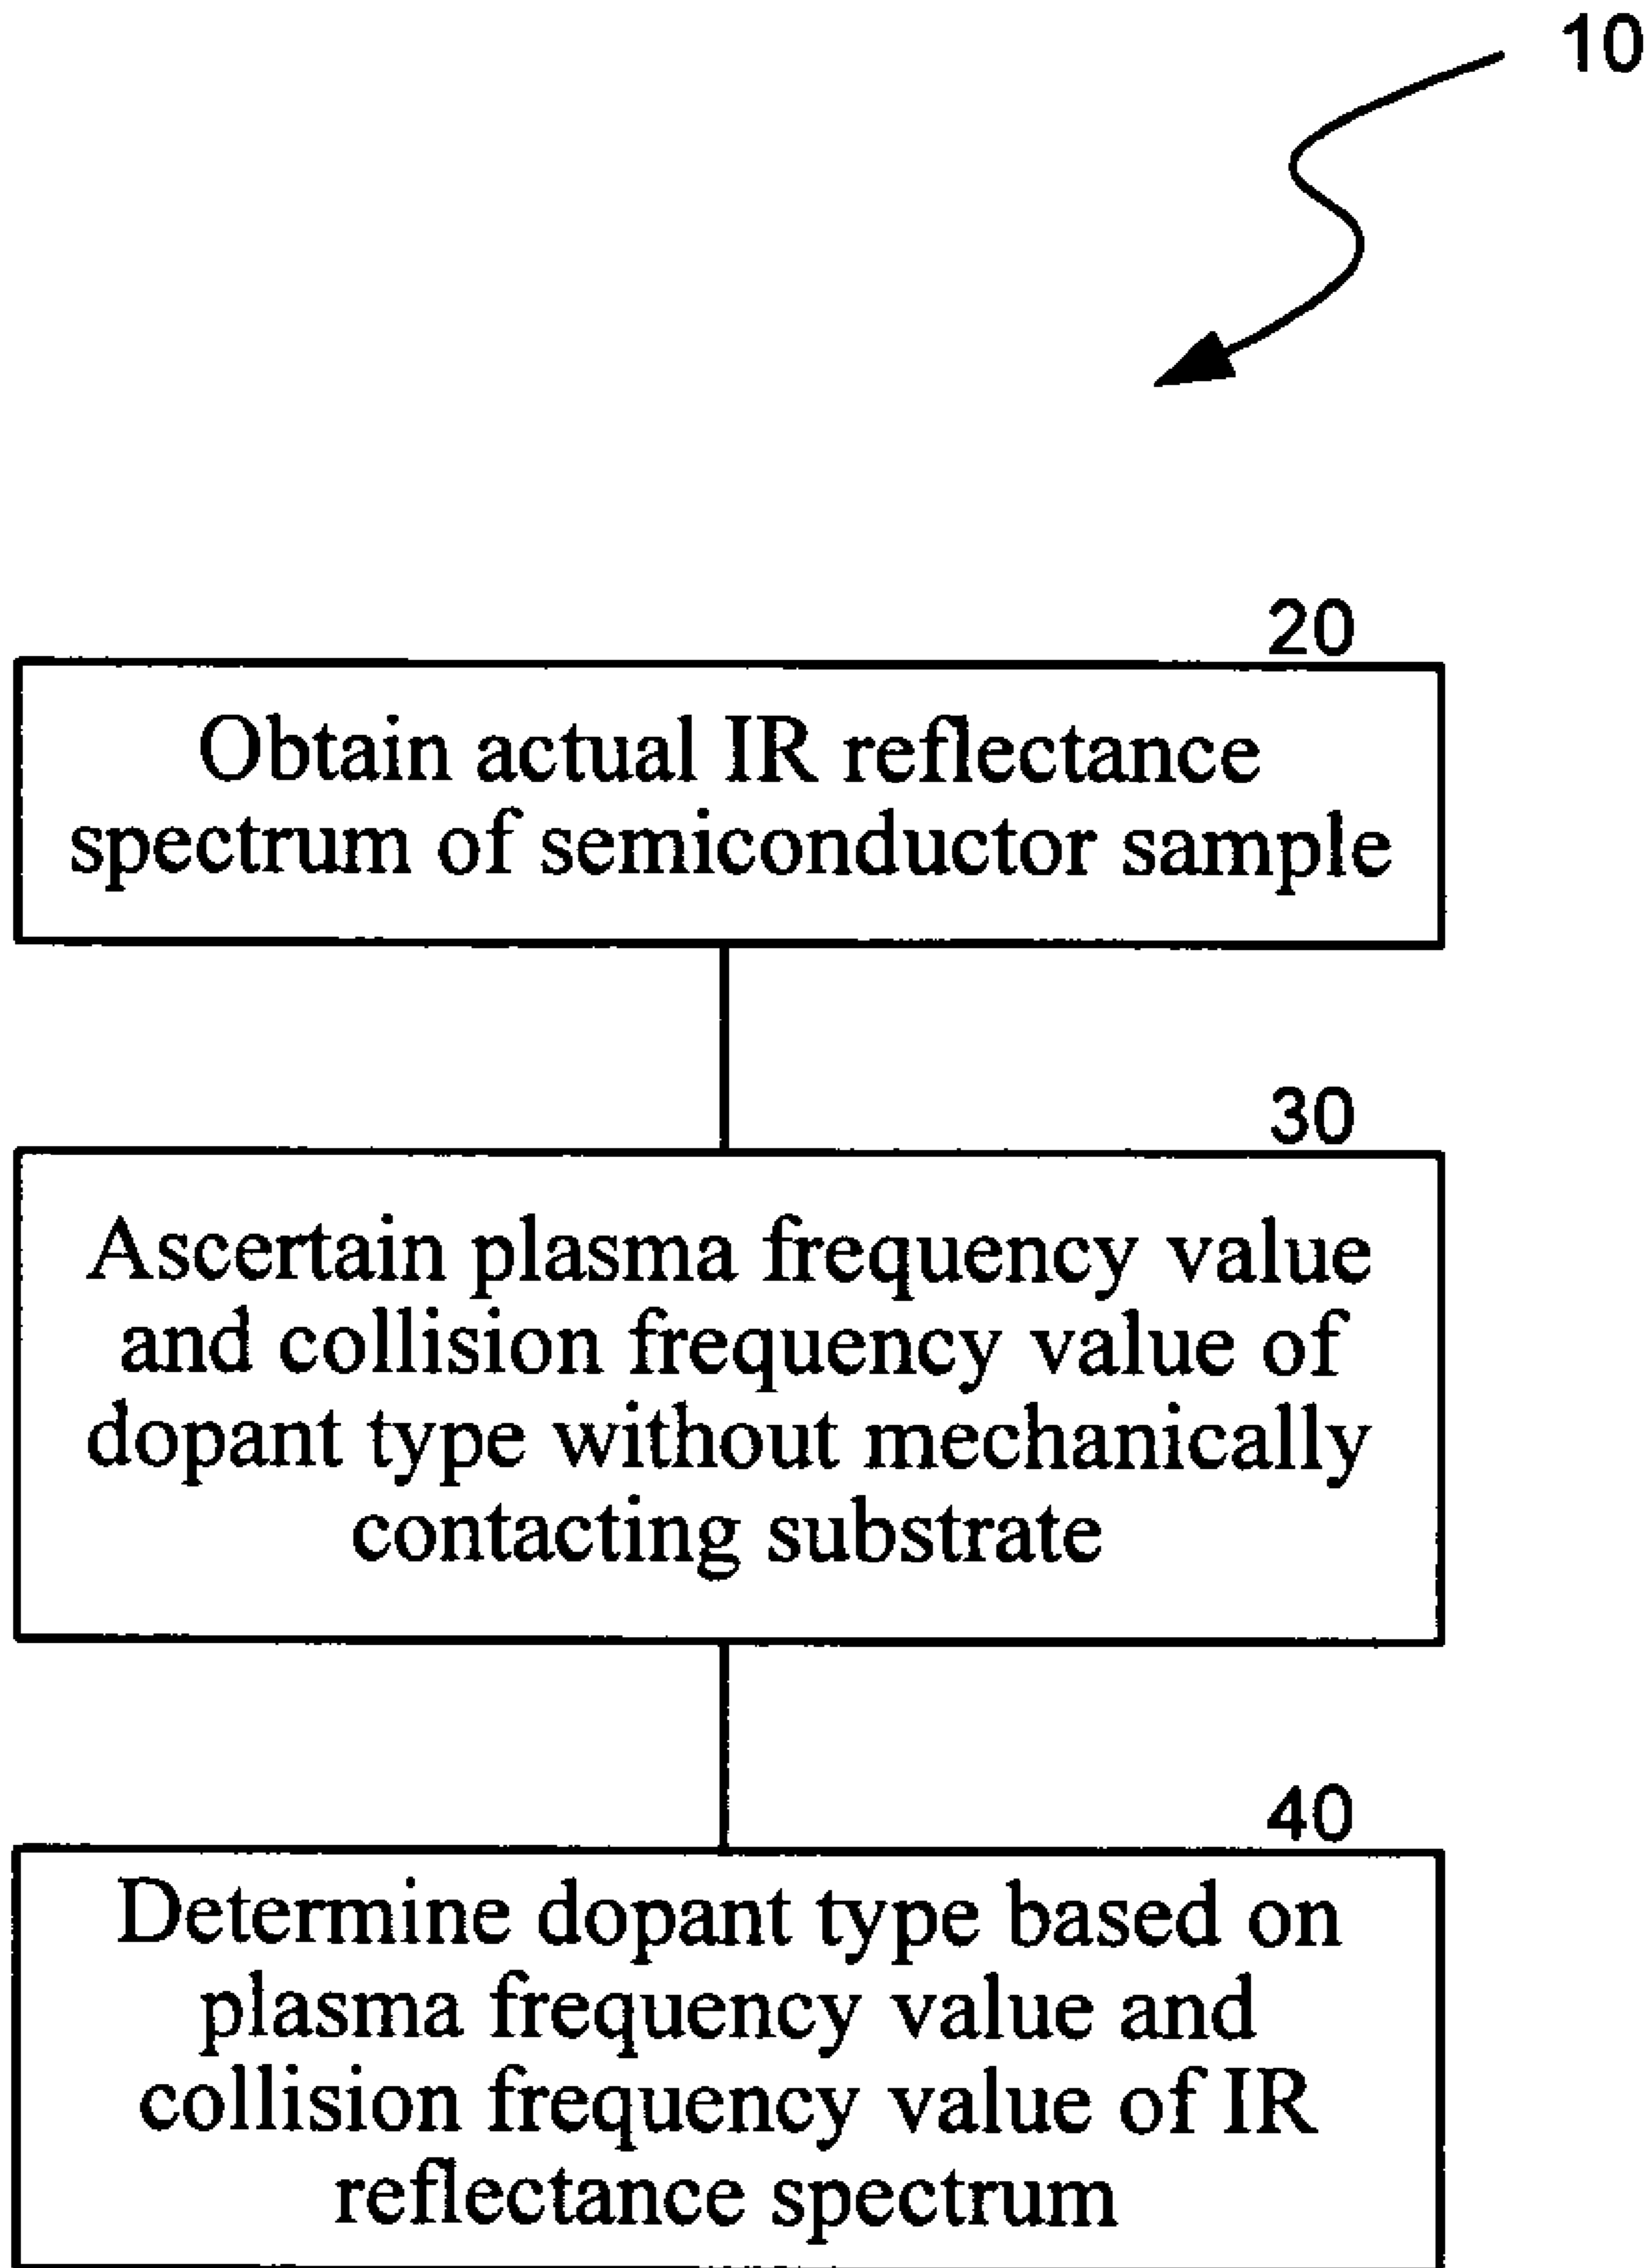 10
20
Obtain actual IR reflectance
spectrum of semiconductor sample
30
Ascertain plasma frequency value
and collision frequency value of
dopant type without mechanically
contacting substrate
40
Determine dopant type based on
plasma frequency value and
collision frequency value of IR
reflectance spectrum